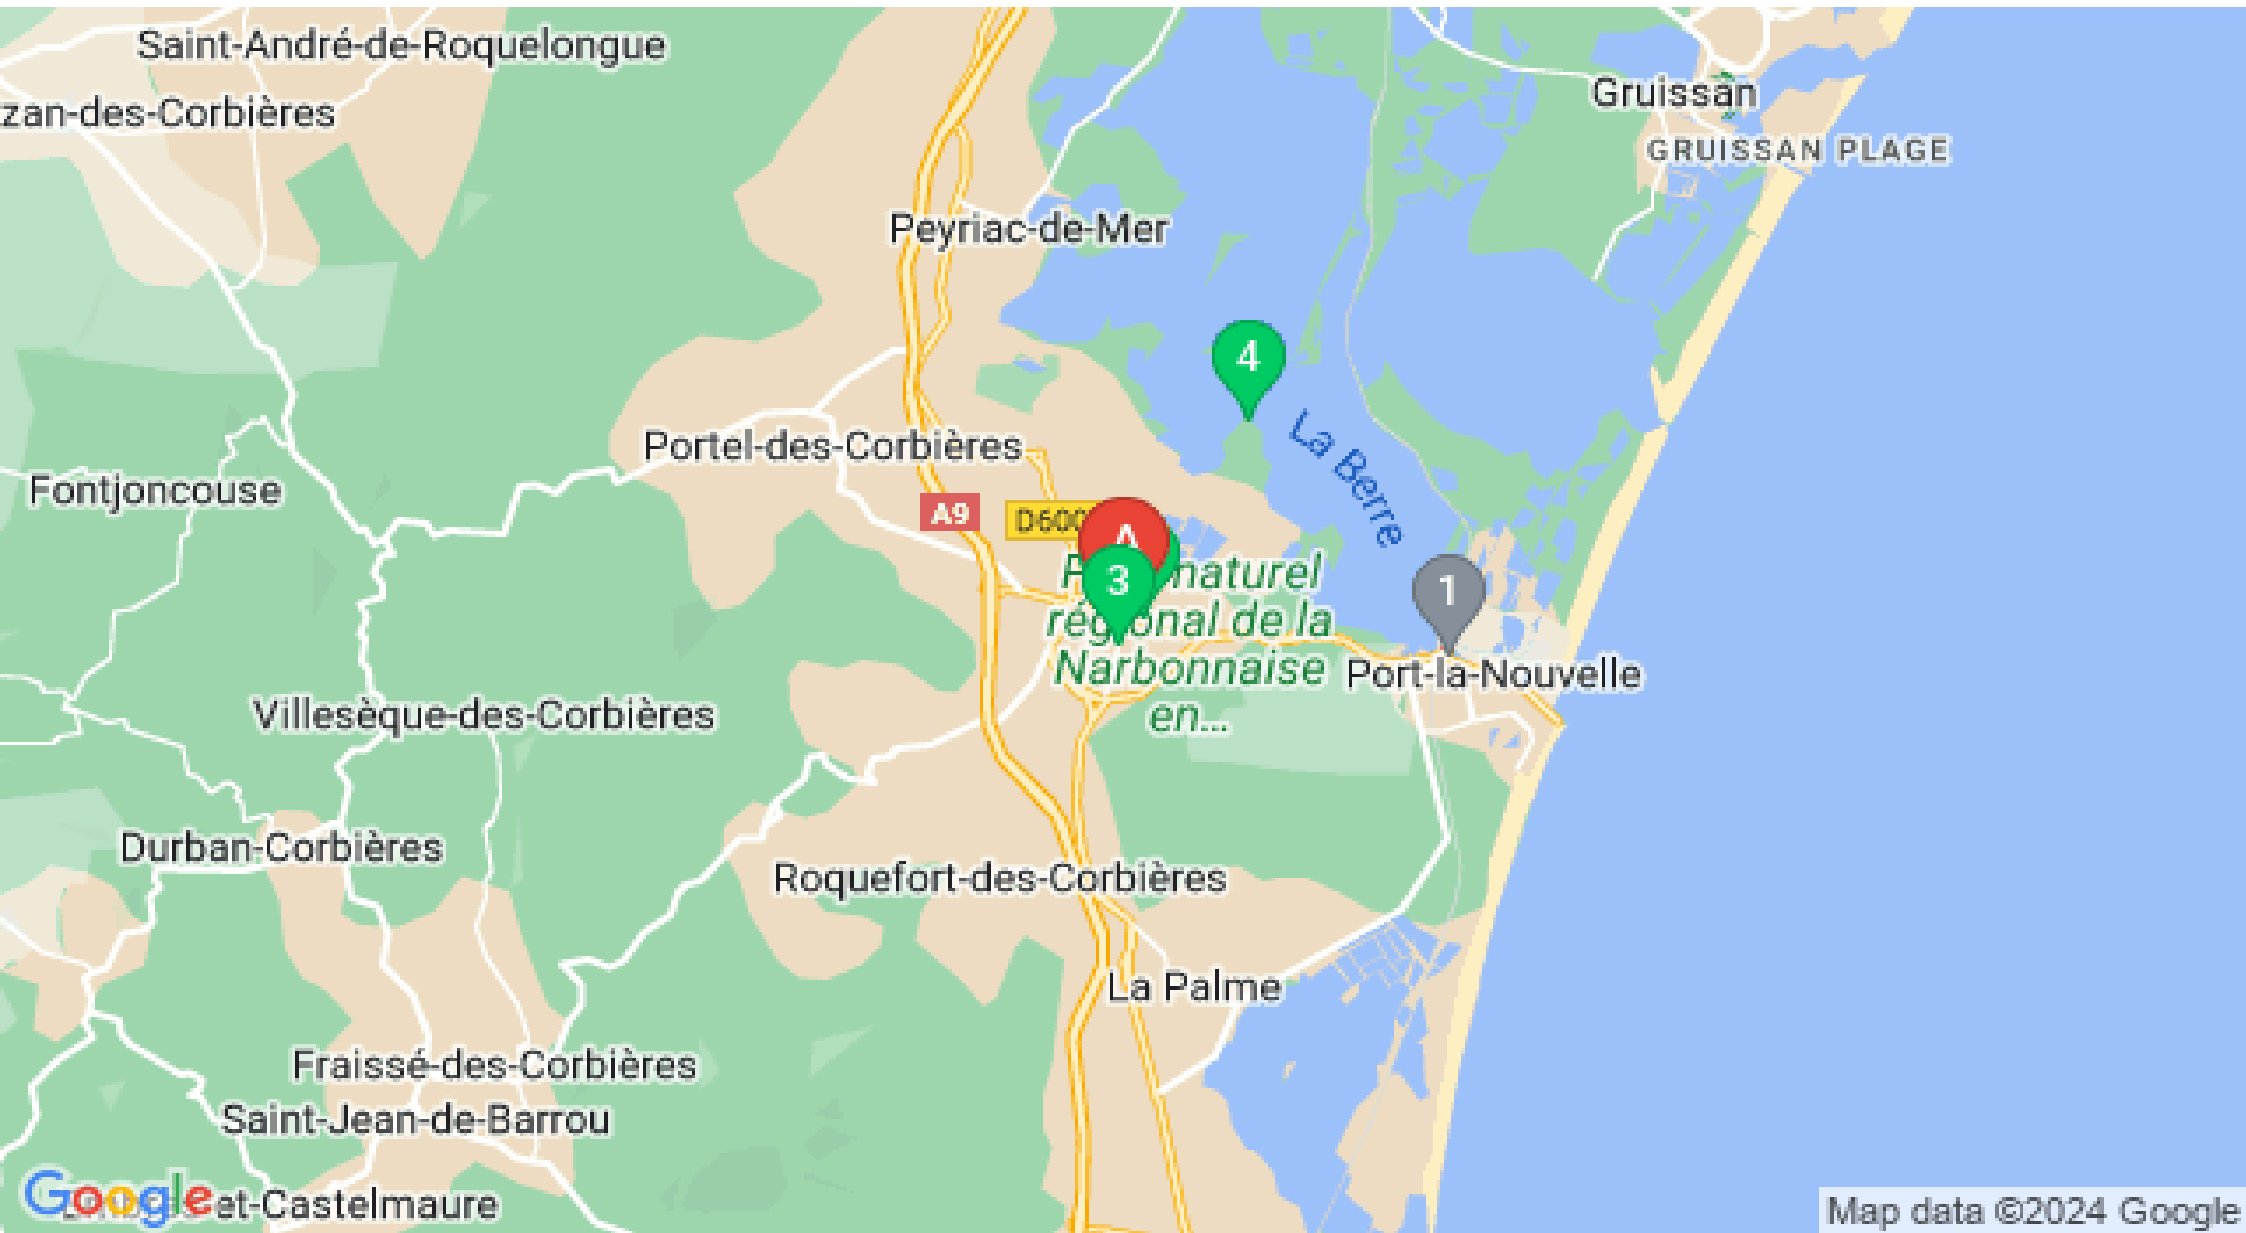 Saint-André-de-Roquelongue
zan-des-Corbières
Gruissan
GRUISSAN PLAGE
Peyriac-de-Mer
4
La Berre
Portel-des-Corbières
Fontjoncouse
A9
D600
A
3
naturel
régional de la
Narbonnaise
en...
1
Port-la-Nouvelle
Villesèque-des-Corbières
Durban-Corbières
Roquefort-des-Corbières
La Palme
Fraissé-des-Corbières
Saint-Jean-de-Barrou
Google
et-Castelmaure
Map data ©2024 Google